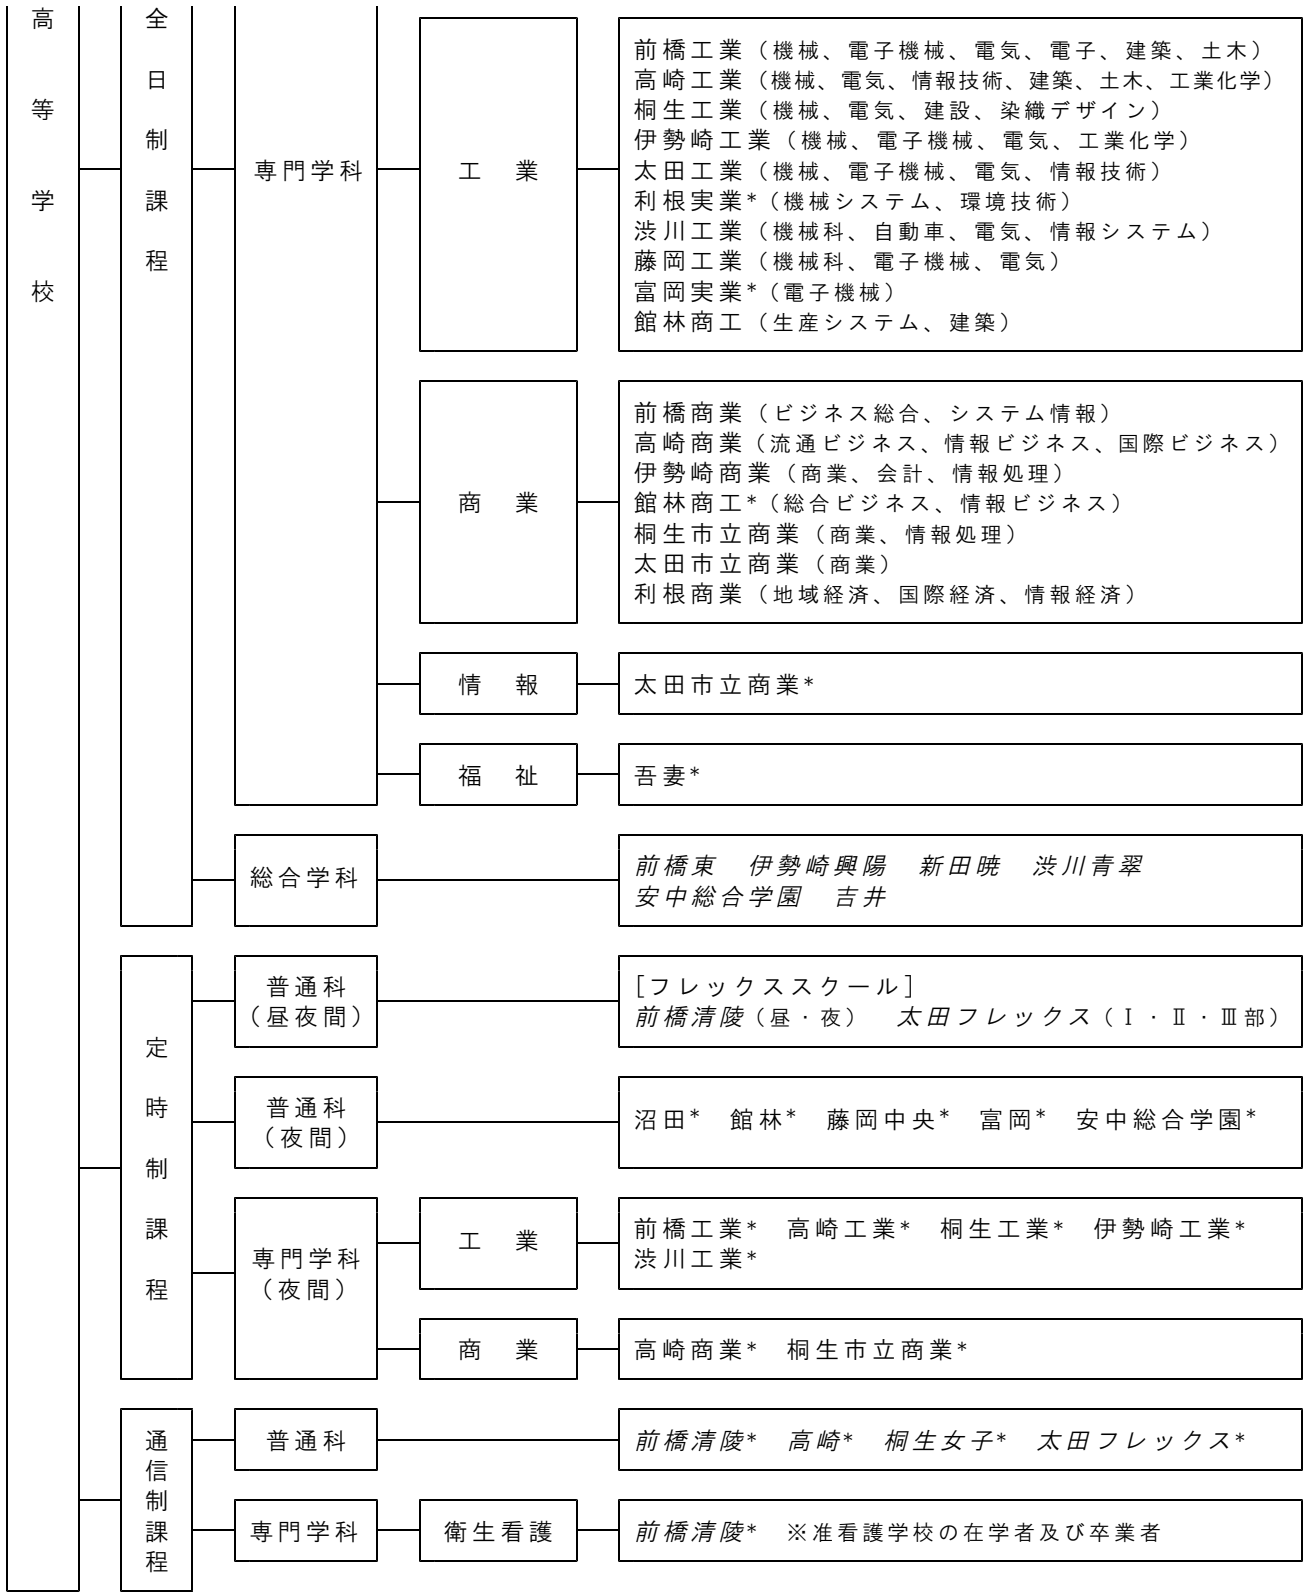 高等学校
全日制課程
専門学科
工業
前橋工業（機械、電子機械、電気、電子、建築、土木）
高崎工業（機械、電気、情報技術、建築、土木、工業化学）
桐生工業（機械、電気、建設、染織デザイン）
伊勢崎工業（機械、電子機械、電気、工業化学）
太田工業（機械、電子機械、電気、情報技術）
利根実業*（機械システム、環境技術）
渋川工業（機械科、自動車、電気、情報システム）
藤岡工業（機械科、電子機械、電気）
富岡実業*（電子機械）
館林商工（生産システム、建築）
商業
前橋商業（ビジネス総合、システム情報）
高崎商業（流通ビジネス、情報ビジネス、国際ビジネス）
伊勢崎商業（商業、会計、情報処理）
館林商工*（総合ビジネス、情報ビジネス）
桐生市立商業（商業、情報処理）
太田市立商業（商業）
利根商業（地域経済、国際経済、情報経済）
情報
太田市立商業*
福祉
吾妻*
総合学科
前橋東　伊勢崎興陽　新田暁　渋川青翠
安中総合学園　吉井
定時制課程
普通科
（昼夜間）
[フレックススクール]
前橋清陵（昼・夜）　太田フレックス（Ⅰ・Ⅱ・Ⅲ部）
普通科
（夜間）
沼田*　館林*　藤岡中央*　富岡*　安中総合学園*
専門学科
（夜間）
工業
前橋工業*　高崎工業*　桐生工業*　伊勢崎工業*
渋川工業*
商業
高崎商業*　桐生市立商業*
通信制課程
普通科
前橋清陵*　高崎*　桐生女子*　太田フレックス*
専門学科
衛生看護
前橋清陵*　※准看護学校の在学者及び卒業者